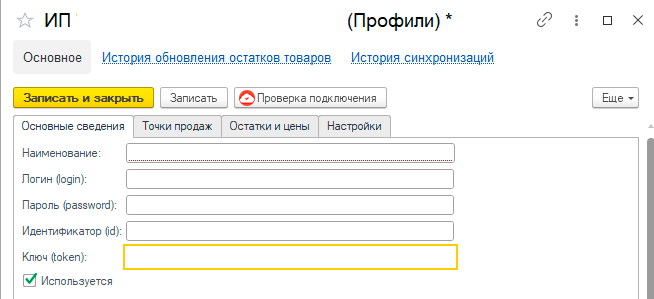 ИП (Профили) *
Основное История обновления остатков товаров История синхронизаций
Записать и закрыть Записать Проверка подключения Еще
Основные сведения Точки продаж Остатки и цены Настройки
Наименование:
Логин (login):
Пароль (password):
Идентификатор (id):
Ключ (token):
Используется